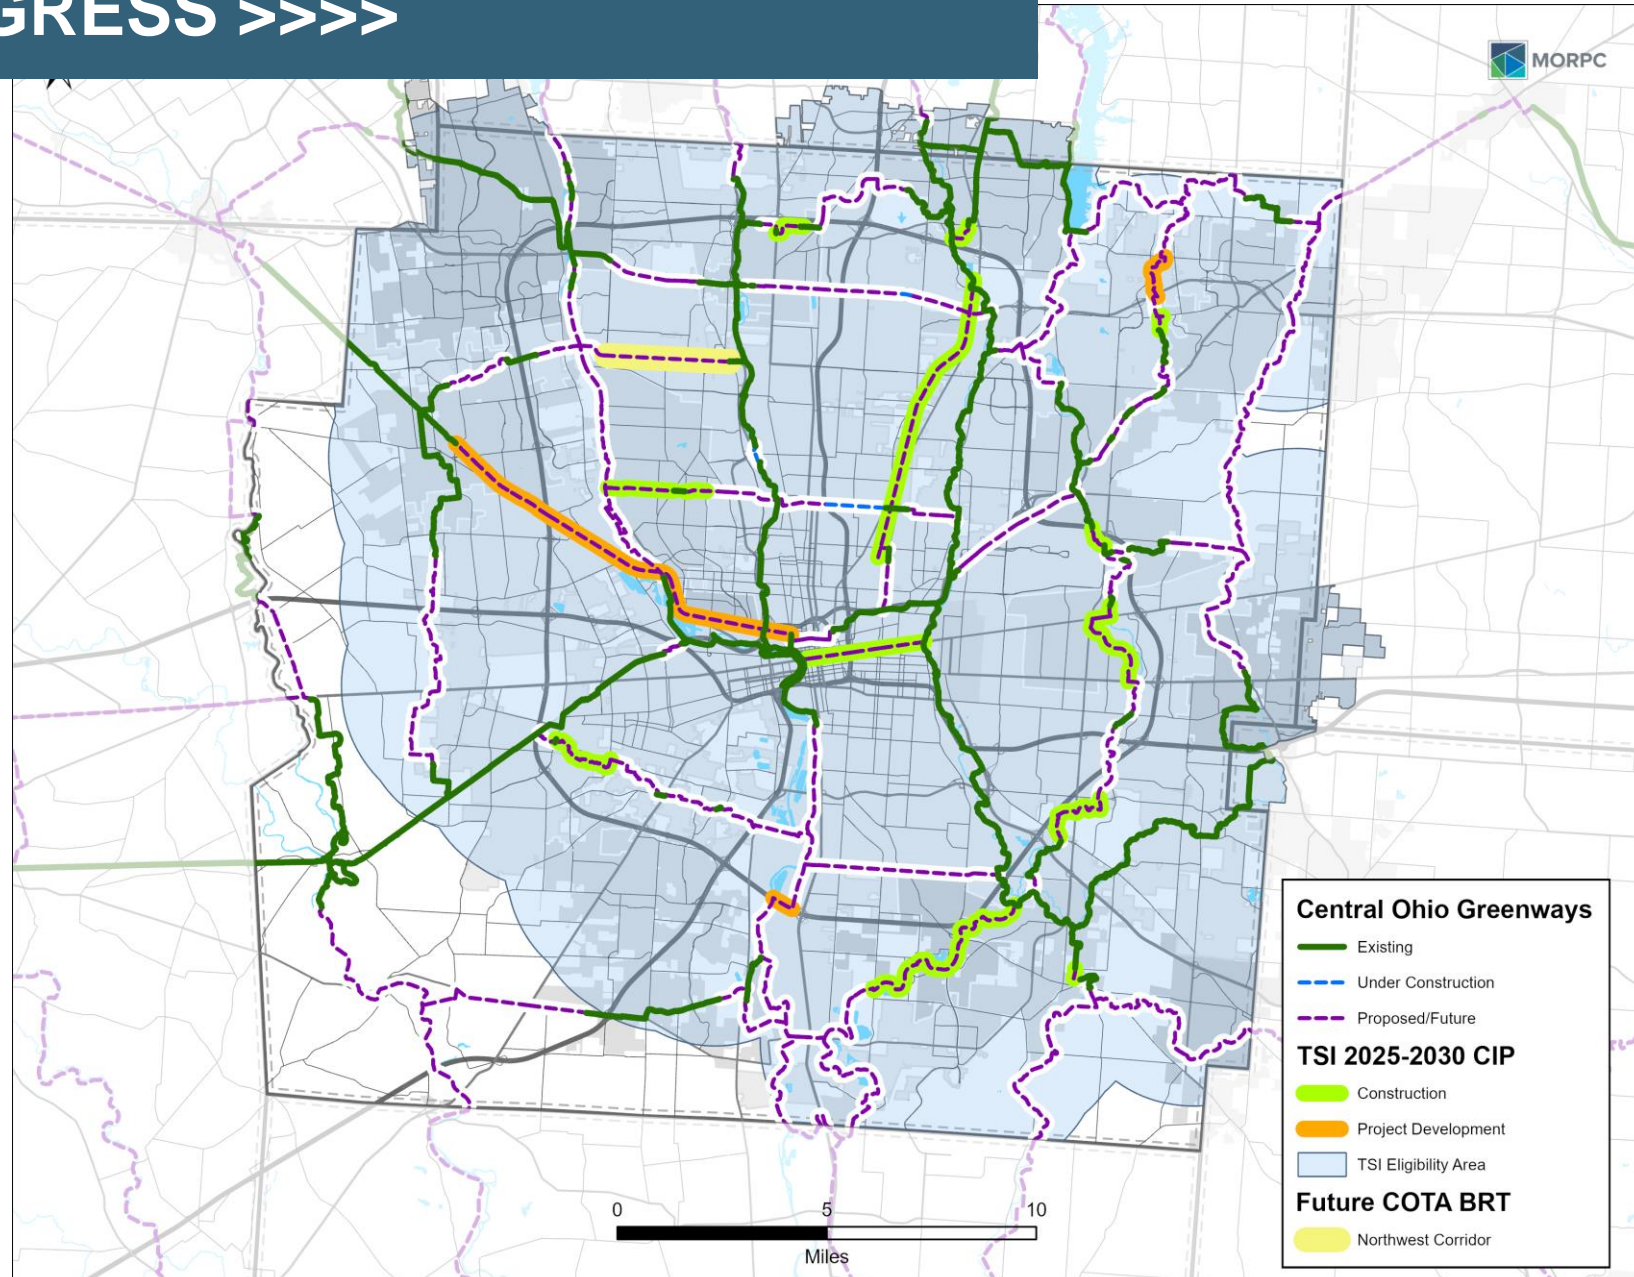 GRESS >>>>
MORPC
Central Ohio Greenways
Existing
Under Construction
Proposed/Future
TSI 2025-2030 CIP
Construction
Project Development
TSI Eligibility Area
Future COTA BRT
Northwest Corridor
0 5 10
Miles